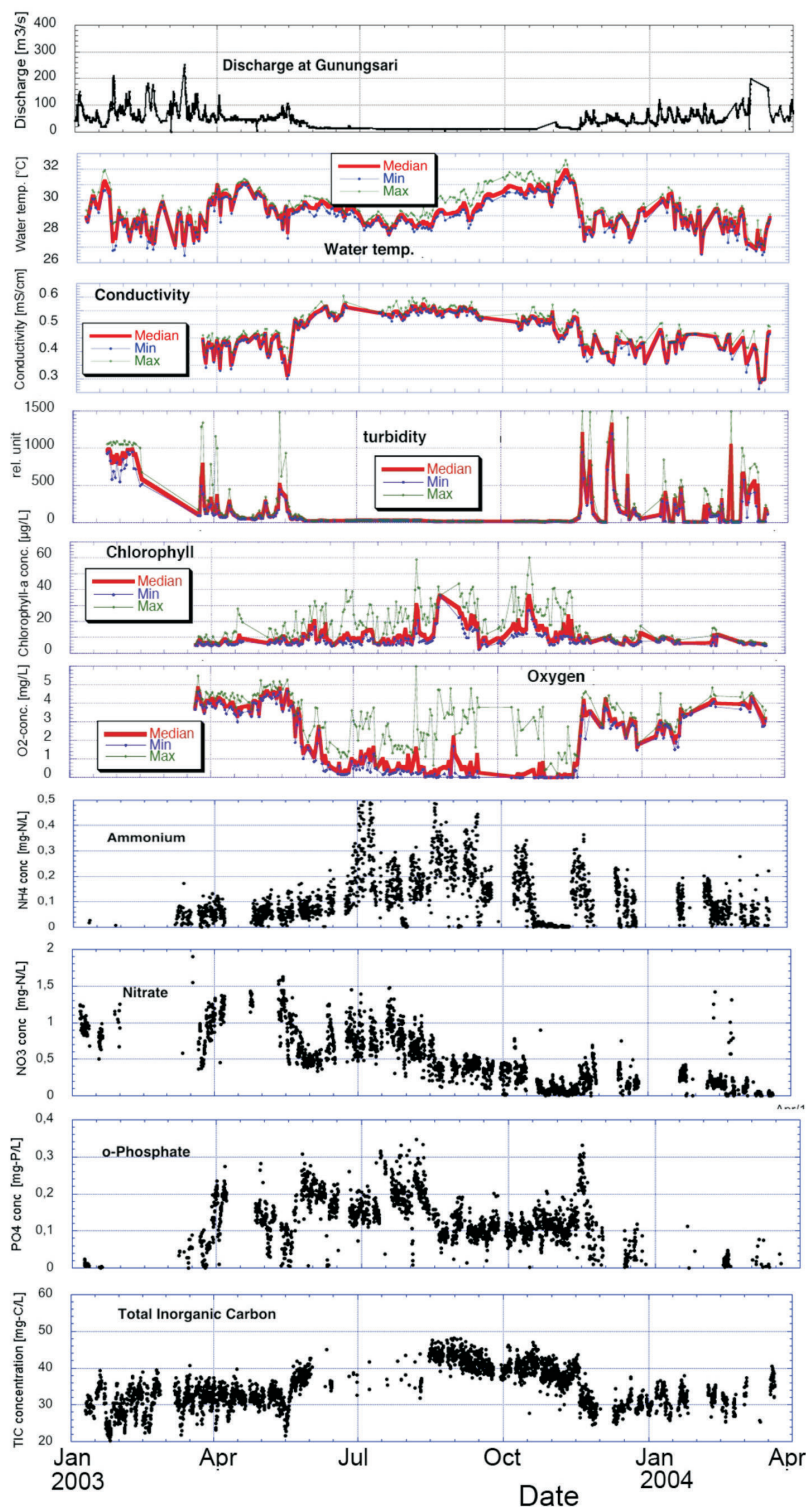 400
300
200
100
0
Discharge [m3/s]
Discharge at Gunungsari
32
30
28
26
Water temp. [°C]
Median
Min
Max
Water temp.
0 6
0.5
0.4
0.3
Conductivity [mS/cm]
Conductivity
Median
Min
Max
1500
1000
500
0
rel. unit
turbidity
Median
Min
Max
60
40
20
0
Chlorophyll-a conc. [µg/L]
Chlorophyll
Median
Min
Max
5
4
3
2
1
0
O2-conc. [mg/L]
Oxygen
Median
Min
Max
0,5
0,4
0,3
0,2
0,1
0
NH4 conc [mg-N/L]
Ammonium
2
1.5
1
0.5
0
NO3 conc [mg-N/L]
Nitrate
0,4
0,3
0,2
0,1
0
PO4 conc [mg-P/L]
o-Phosphate
60
50
40
30
20
TIC concentration [mg-C/L]
Total Inorganic Carbon
Jan Apr Jul Oct Jan Apr
2003 2004
Date